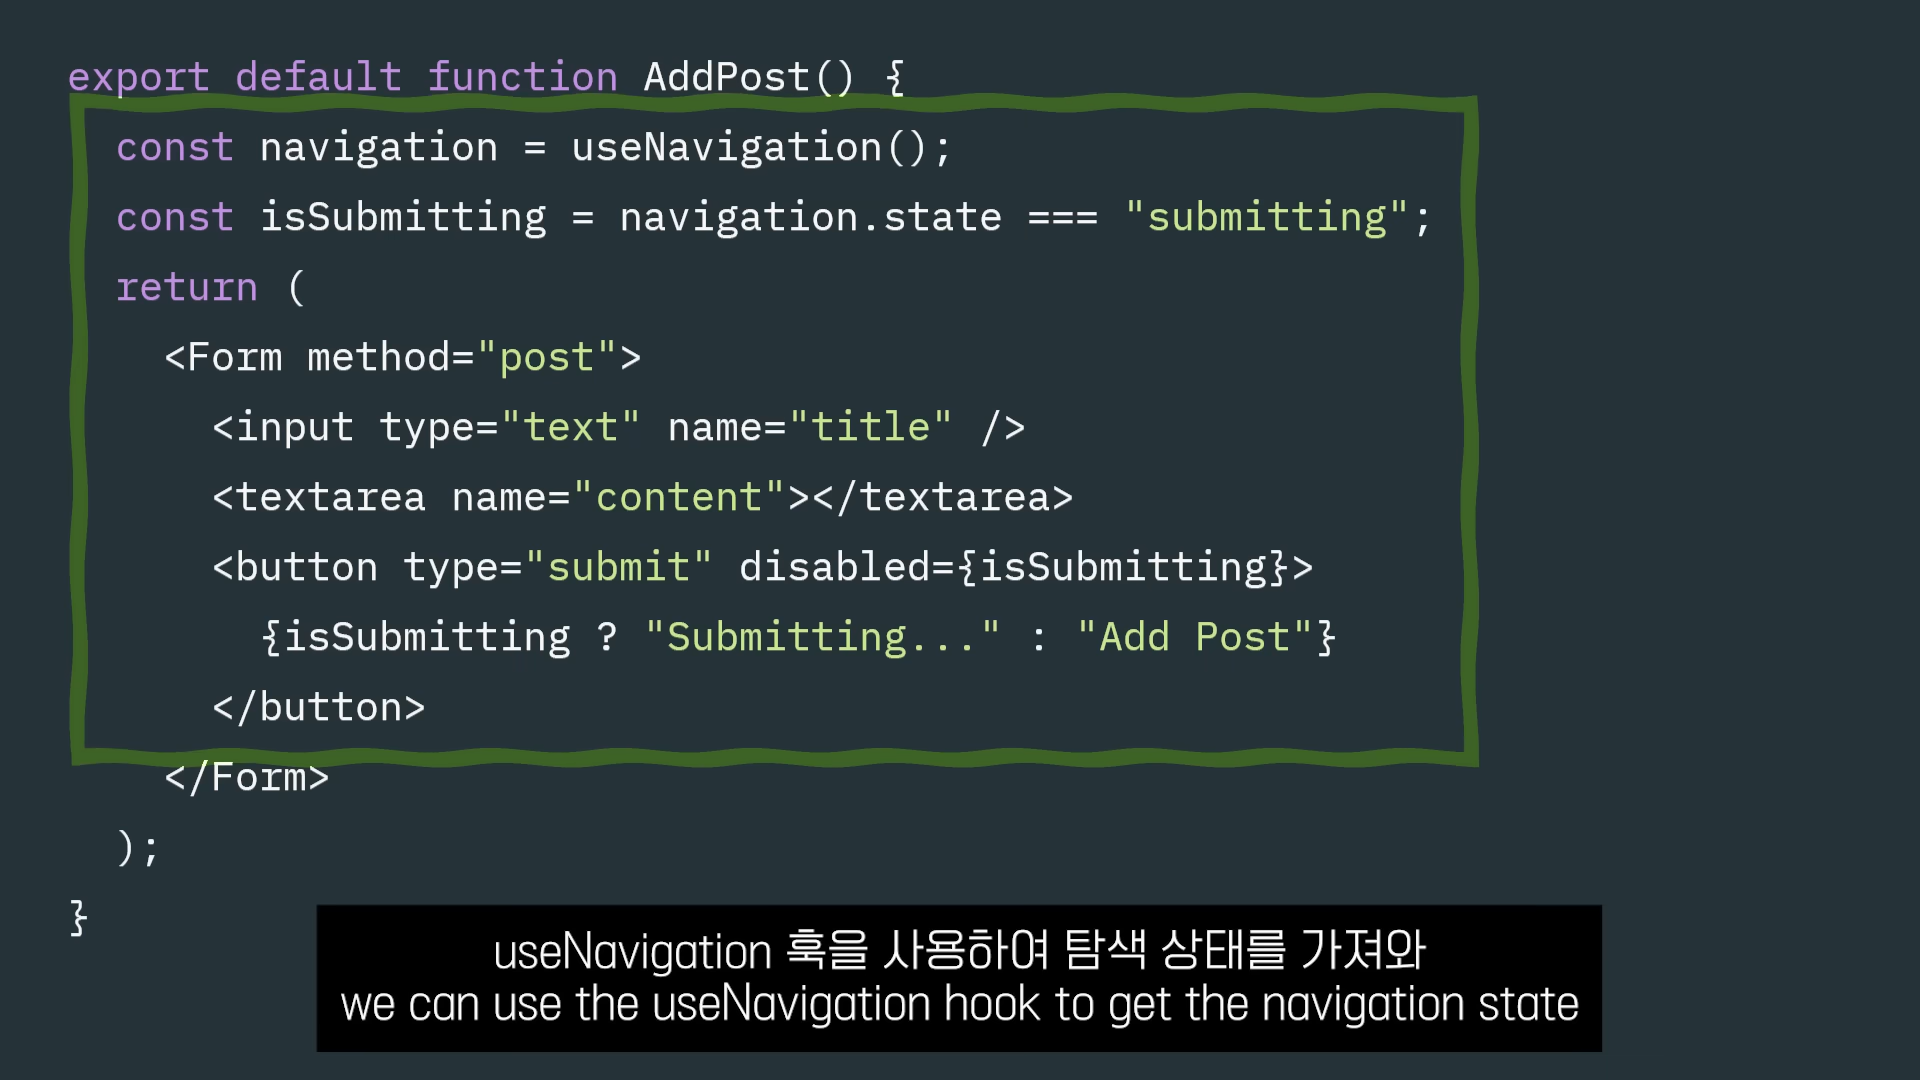 export default function AddPost() {
  const navigation = useNavigation();
  const isSubmitting = navigation.state === "submitting";
  return (
    <Form method="post">
      <input type="text" name="title" />
      <textarea name="content"></textarea>
      <button type="submit" disabled={isSubmitting}>
        {isSubmitting ? "Submitting..." : "Add Post"}
      </button>
    </Form>
  );
}
useNavigation 훅을 사용하여 탐색 상태를 가져와
we can use the useNavigation hook to get the navigation state